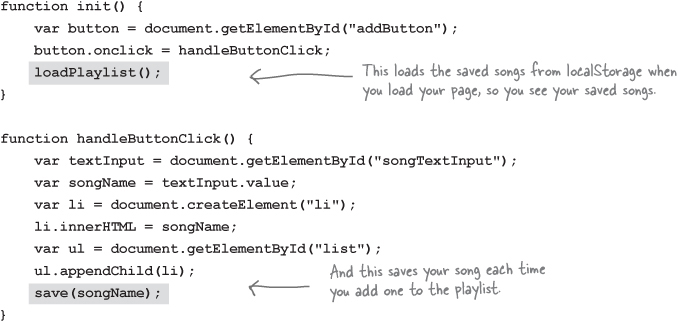 function init() {
var button = document.getElementById("addButton");
button.onclick = handleButtonClick;
loadPlaylist();
This loads the saved songs from localStorage when
you load your page, so you see your saved songs.
}
function handleButtonClick() {
var textInput = document.getElementById("songTextInput");
var songName = textInput.value;
var li = document.createElement("li");
li.innerHTML = songName;
var ul = document.getElementById("list");
ul.appendChild(li);
save(songName);
And this saves your song each time
you add one to the playlist.
}